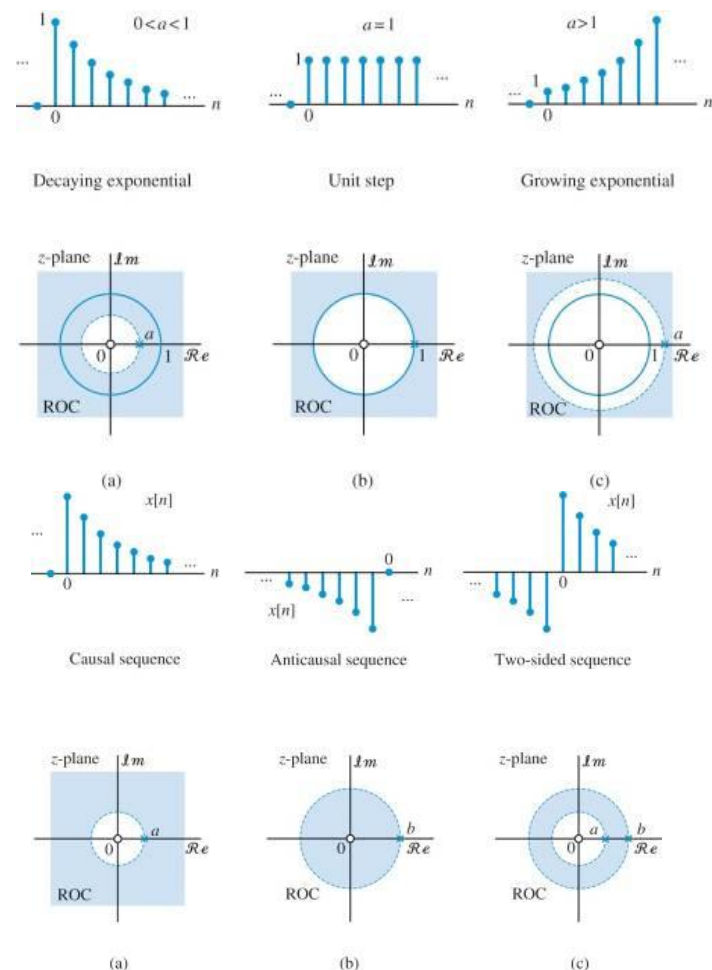 1 0 < a < 1 a = 1 a > 1
... 1 1 ...
... ... ... ... n
0 0 0 n
Decaying exponential Unit step Growing exponential
z-plane Im z-plane Im z-plane Im
a a
0 1 Re 0 1 Re 0 1 Re
ROC ROC ROC
(a) (b) (c)
x[n] x[n]
... 0 ...
... 0 n ... n ... 0 n
x[n] ...
Causal sequence Anticausal sequence Two-sided sequence
z-plane Im z-plane Im z-plane Im
a b a b
0 Re 0 Re 0 Re
ROC ROC ROC
(a) (b) (c)